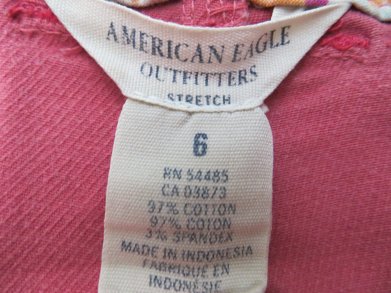 AMERICAN EAGLE
OUTFITTERS
STRETCH
6
RN 54485
CA 03873
97% COTTON
97% COTON
3% SPANDEX
MADE IN INDONESIA
FABRIQUE EN
INDONESIE